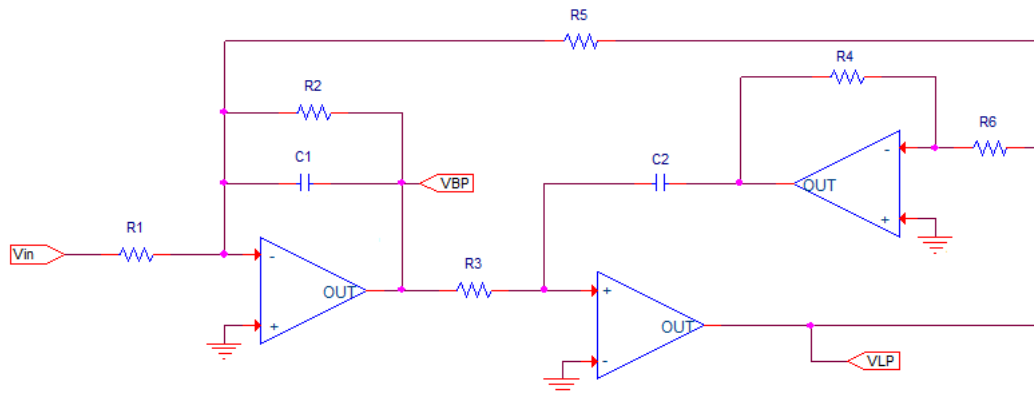 R5
R4
R2
R6
-
C1
C2
VBP
OUT
+
R1
Vin
-
R3
+
OUT
+
OUT
-
VLP